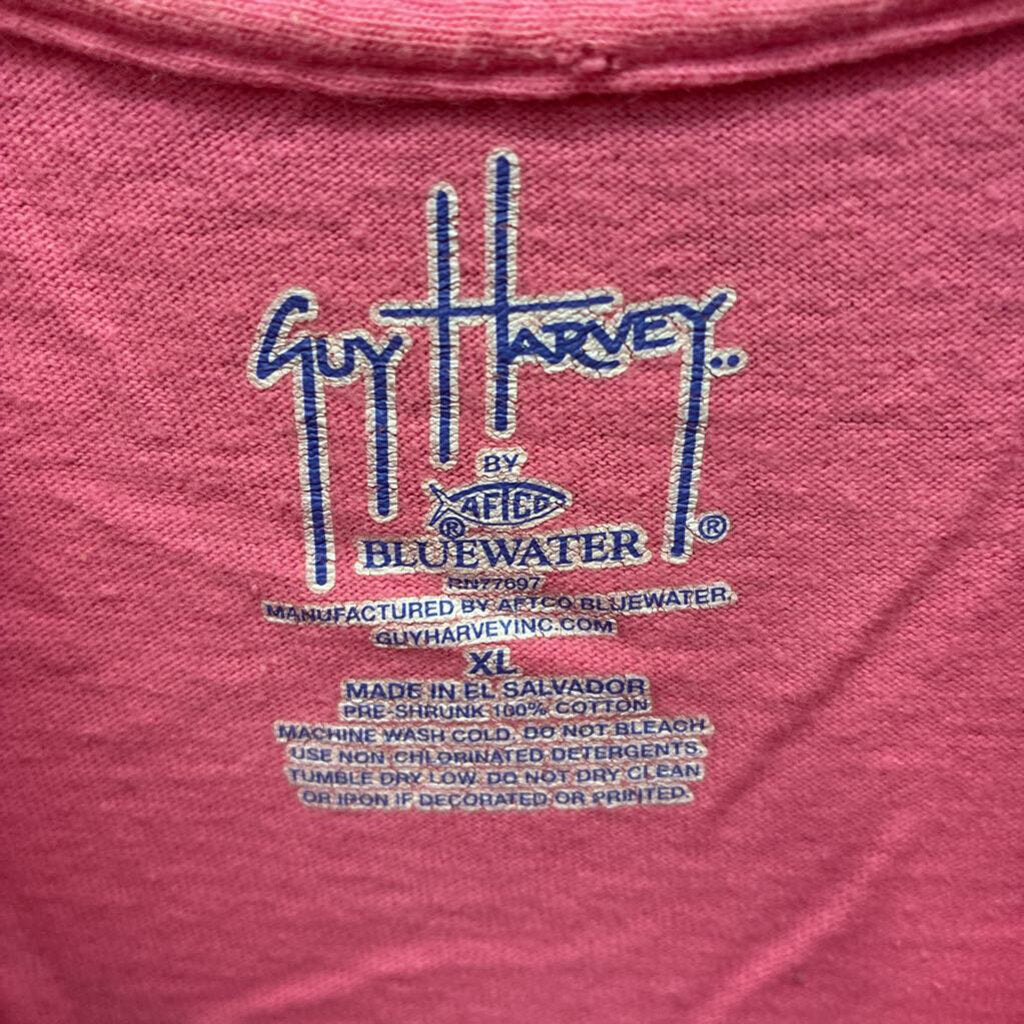 GUY HARVEY..
BY
AFTCO
®
®
BLUEWATER
RN77697
MANUFACTURED BY AFTCO BLUEWATER.
GUYHARVEYINC.COM
XL
MADE IN EL SALVADOR
PRE-SHRUNK 100% COTTON
MACHINE WASH COLD. DO NOT BLEACH.
USE NON CHLORINATED DETERGENTS.
TUMBLE DRY LOW. DO NOT DRY CLEAN
OR IRON IF DECORATED OR PRINTED.